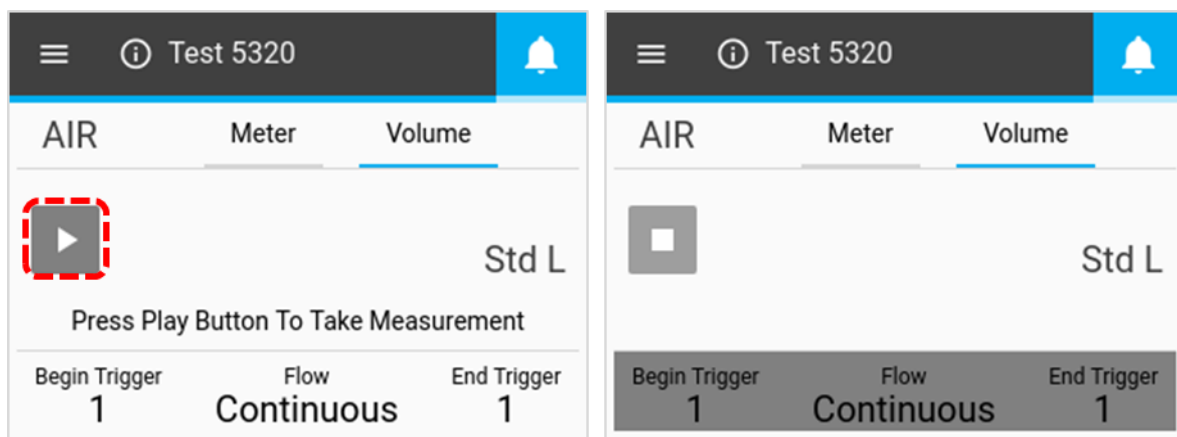 Test 5320
AIR Meter Volume
Std L
Press Play Button To Take Measurement
Begin Trigger Flow End Trigger
1 Continuous 1
Test 5320
AIR Meter Volume
Std L
Begin Trigger Flow End Trigger
1 Continuous 1